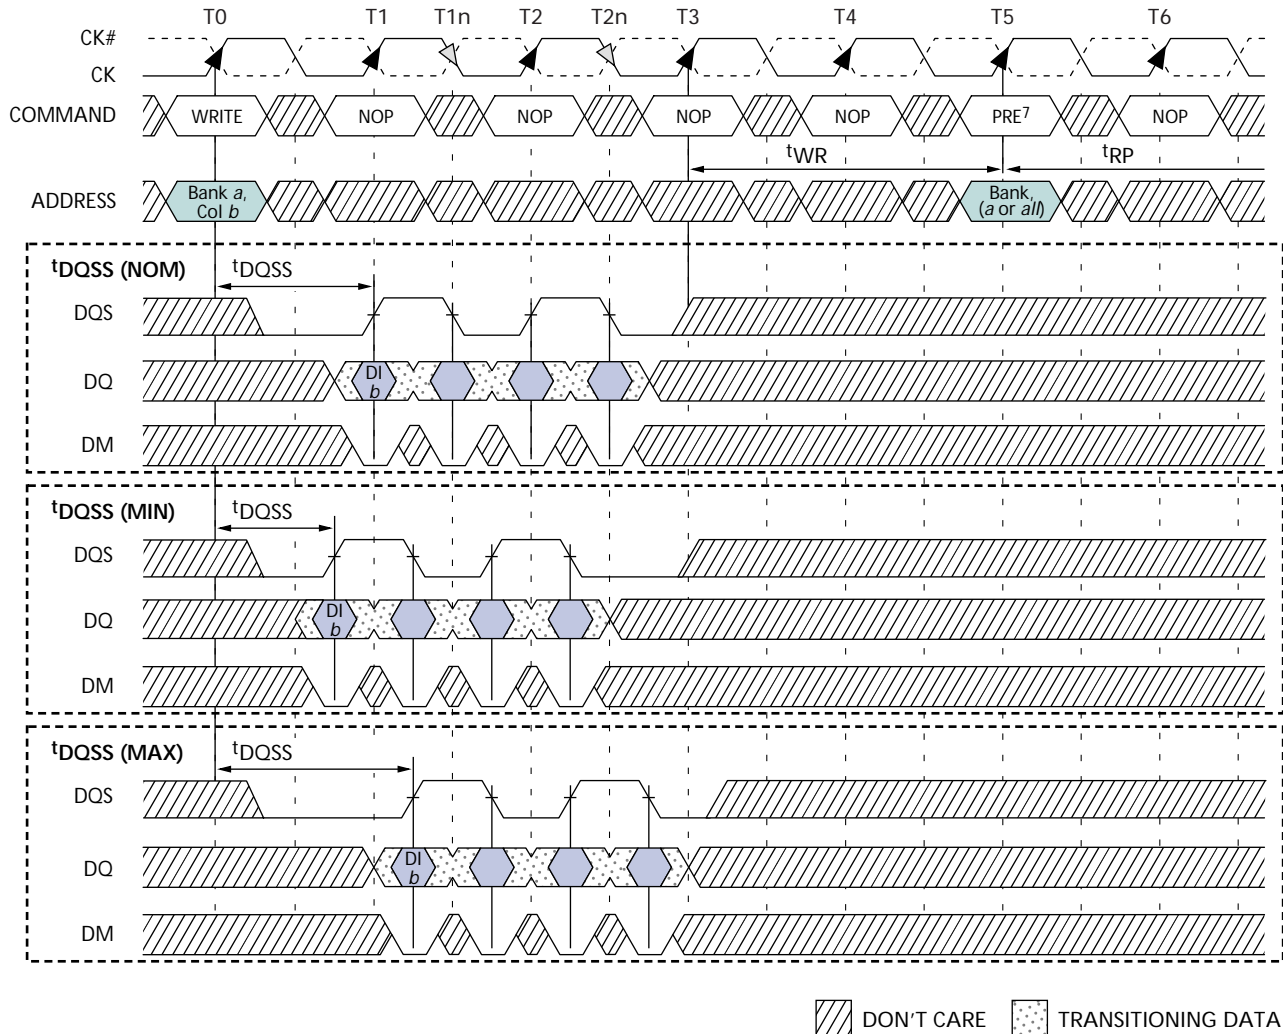 T0 T1 T1n T2 T2n T3 T4 T5 T6
CK#
CK
COMMAND WRITE NOP NOP NOP NOP PRE7 NOP
tWR tRP
ADDRESS Bank a, Col b Bank, (a or all)
tDQSS (NOM) tDQSS
DQS
DQ DI b
DM
tDQSS (MIN) tDQSS
DQS
DQ DI b
DM
tDQSS (MAX) tDQSS
DQS
DQ DI b
DM
DON'T CARE TRANSITIONING DATA